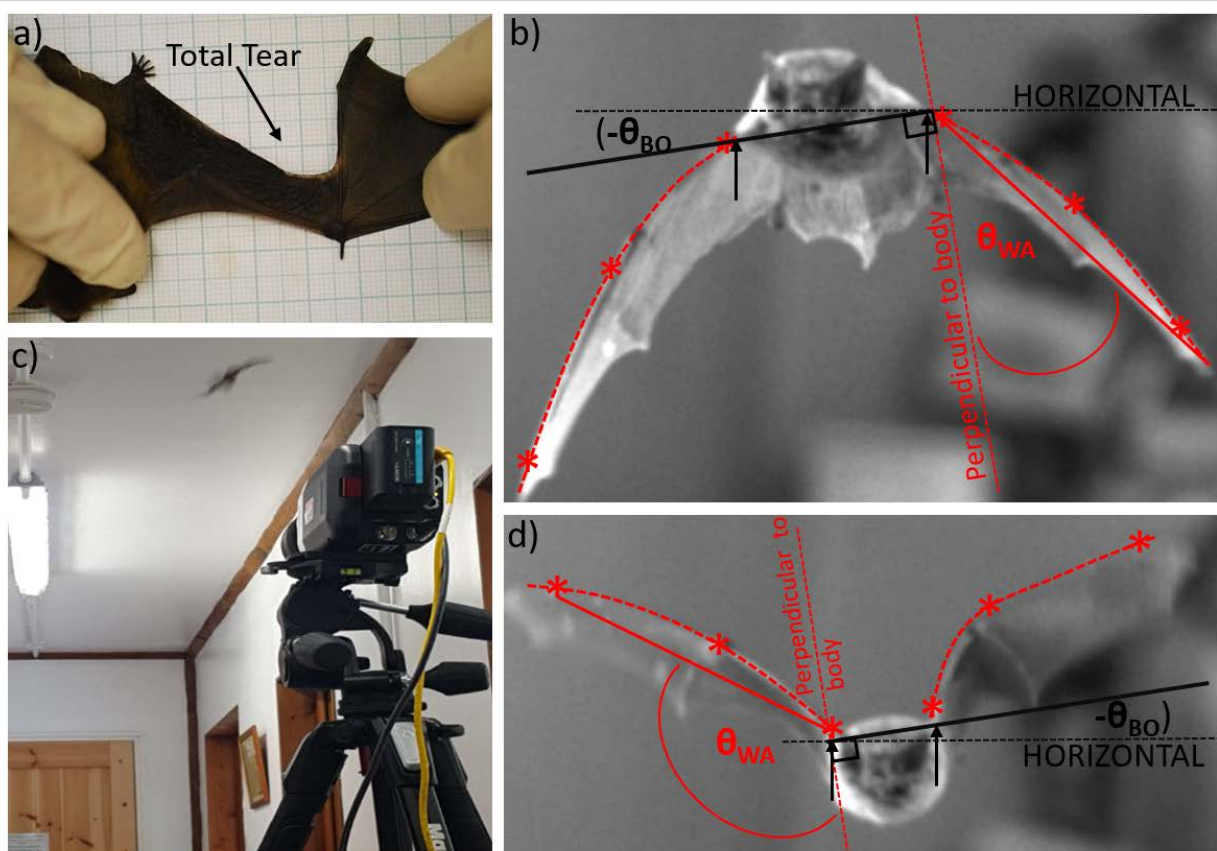 a)
Total Tear
b)
HORIZONTAL
(-θBO
θWA
Perpendicular to body
c)
d)
Perpendicular to
body
θWA
-θBO)
HORIZONTAL